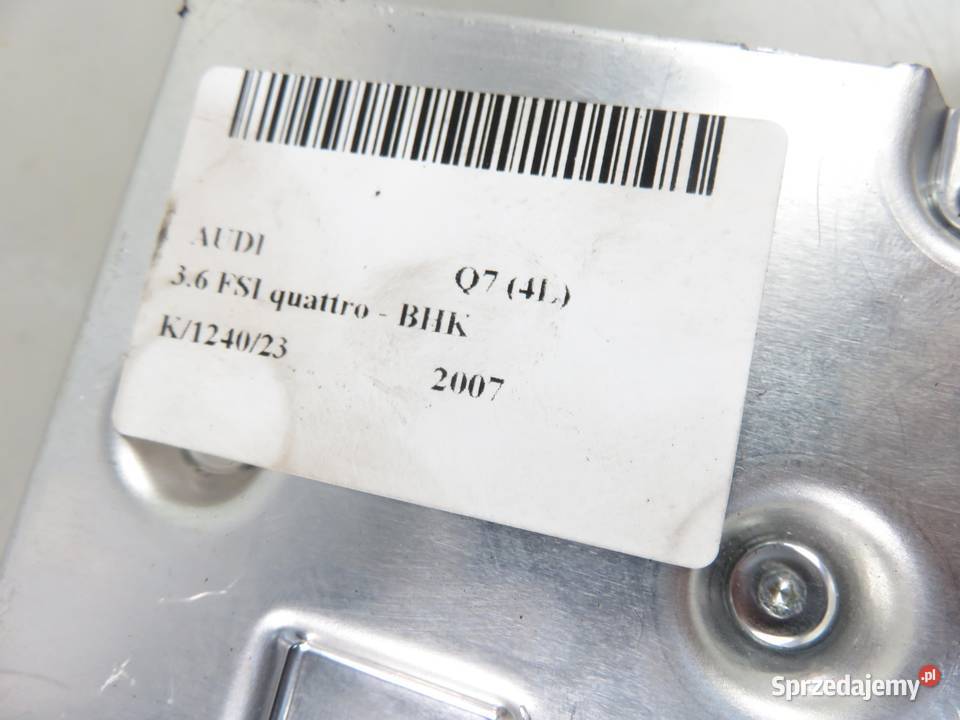 AUDI
Q7 (4L)
3.6 FSI quattro - BHK
K/1240/23
2007
Sprzedajemy.pl